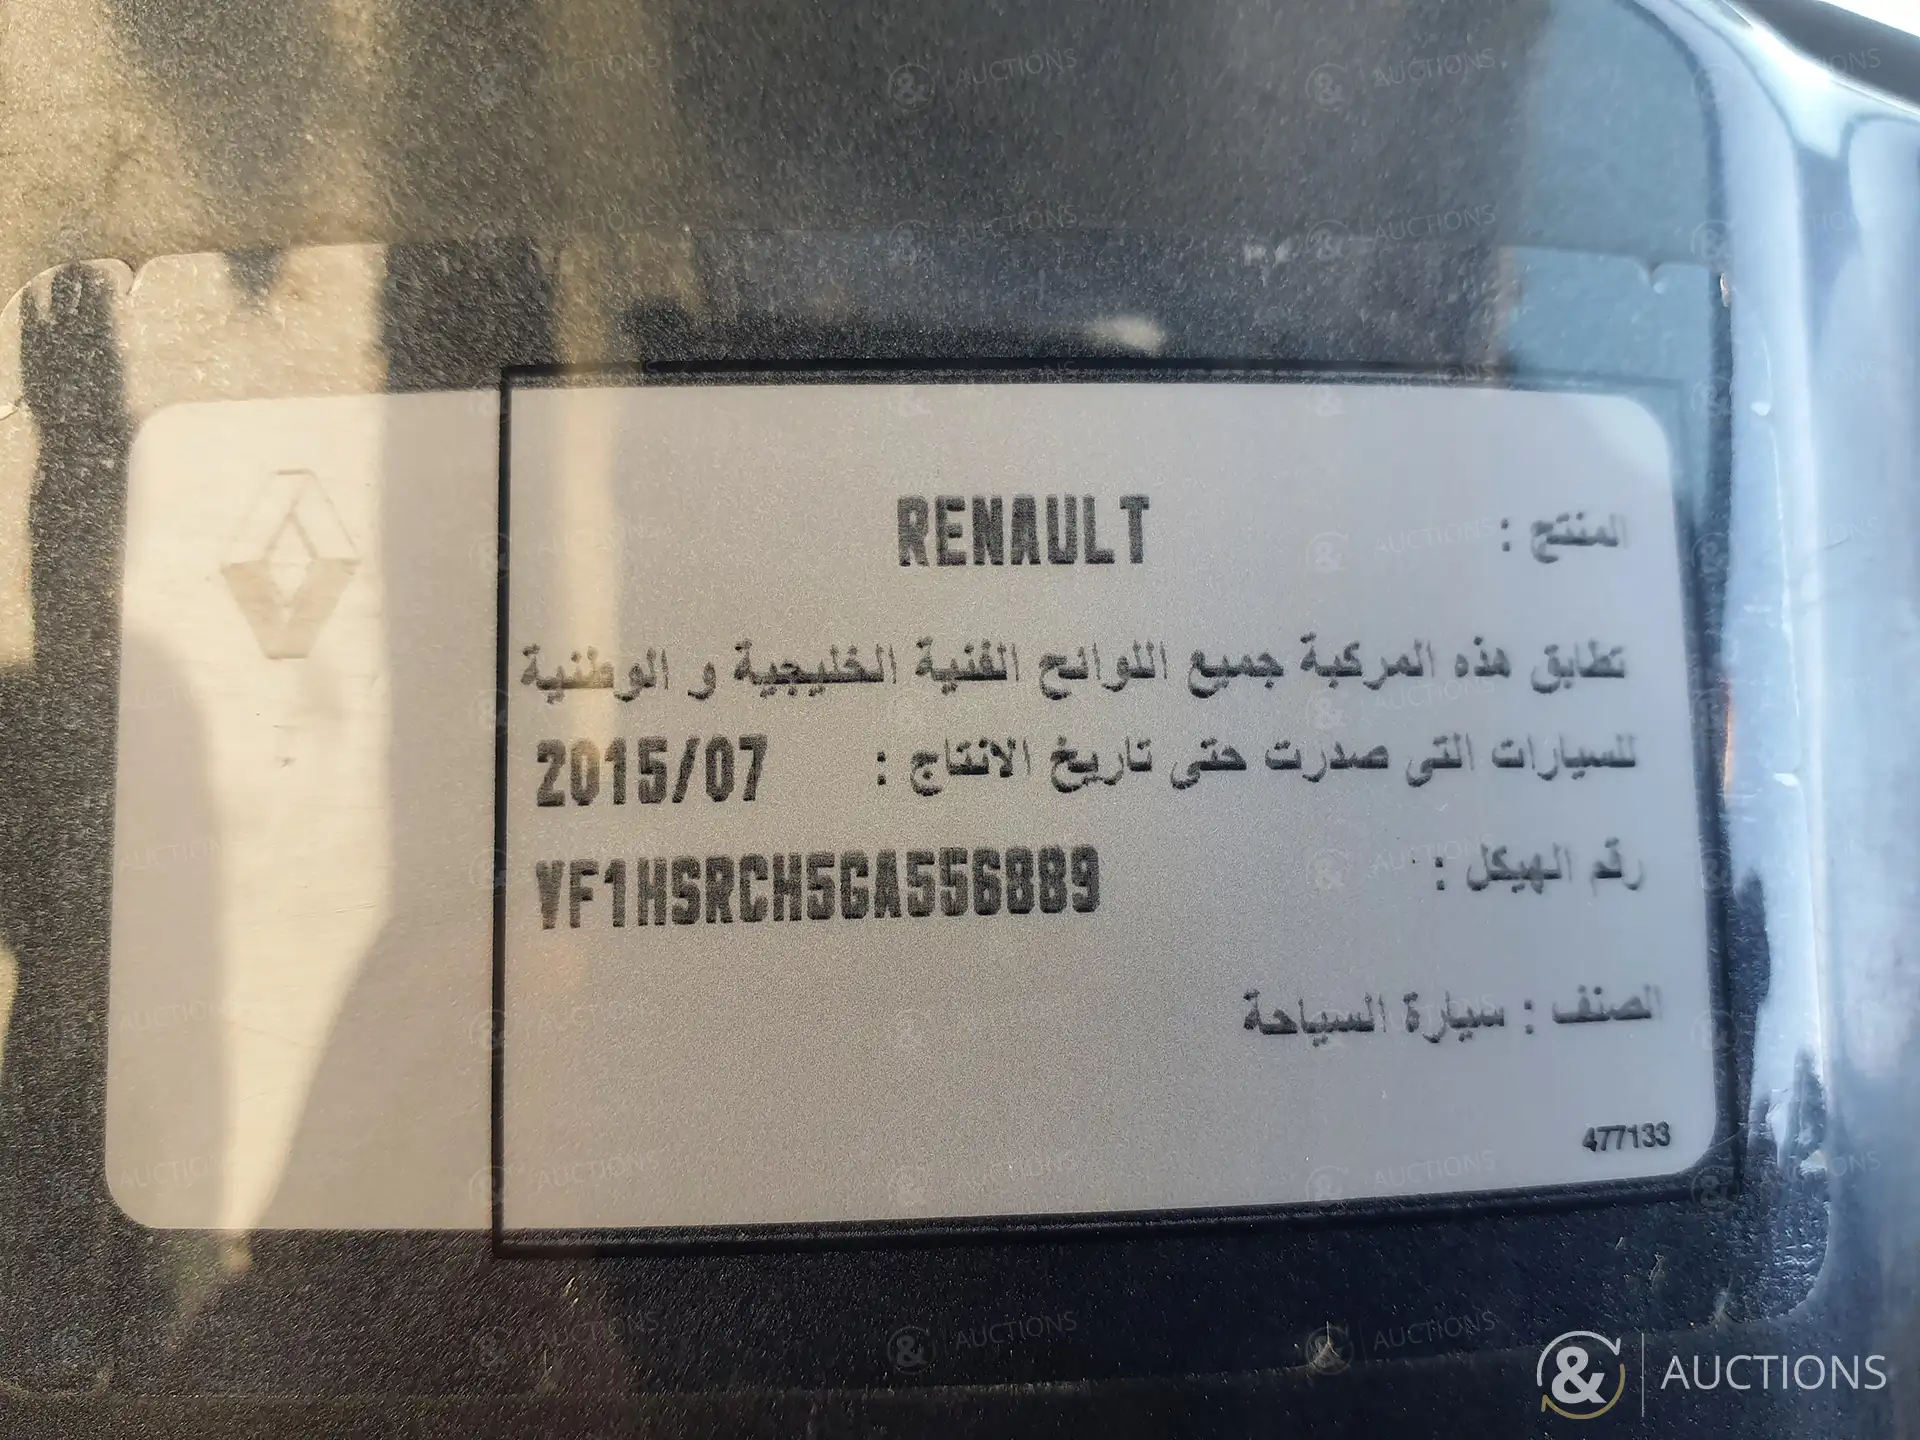 المنتج : RENAULT
تطابق هذه المركبة جميع اللوائح الفنية الخليجية و الوطنية
للسيارات التى صدرت حتى تاريخ الانتاج : 2015/07
رقم الهيكل : VF1HSRCH5GA556889
الصنف : سيارة السياحة
477133
& AUCTIONS